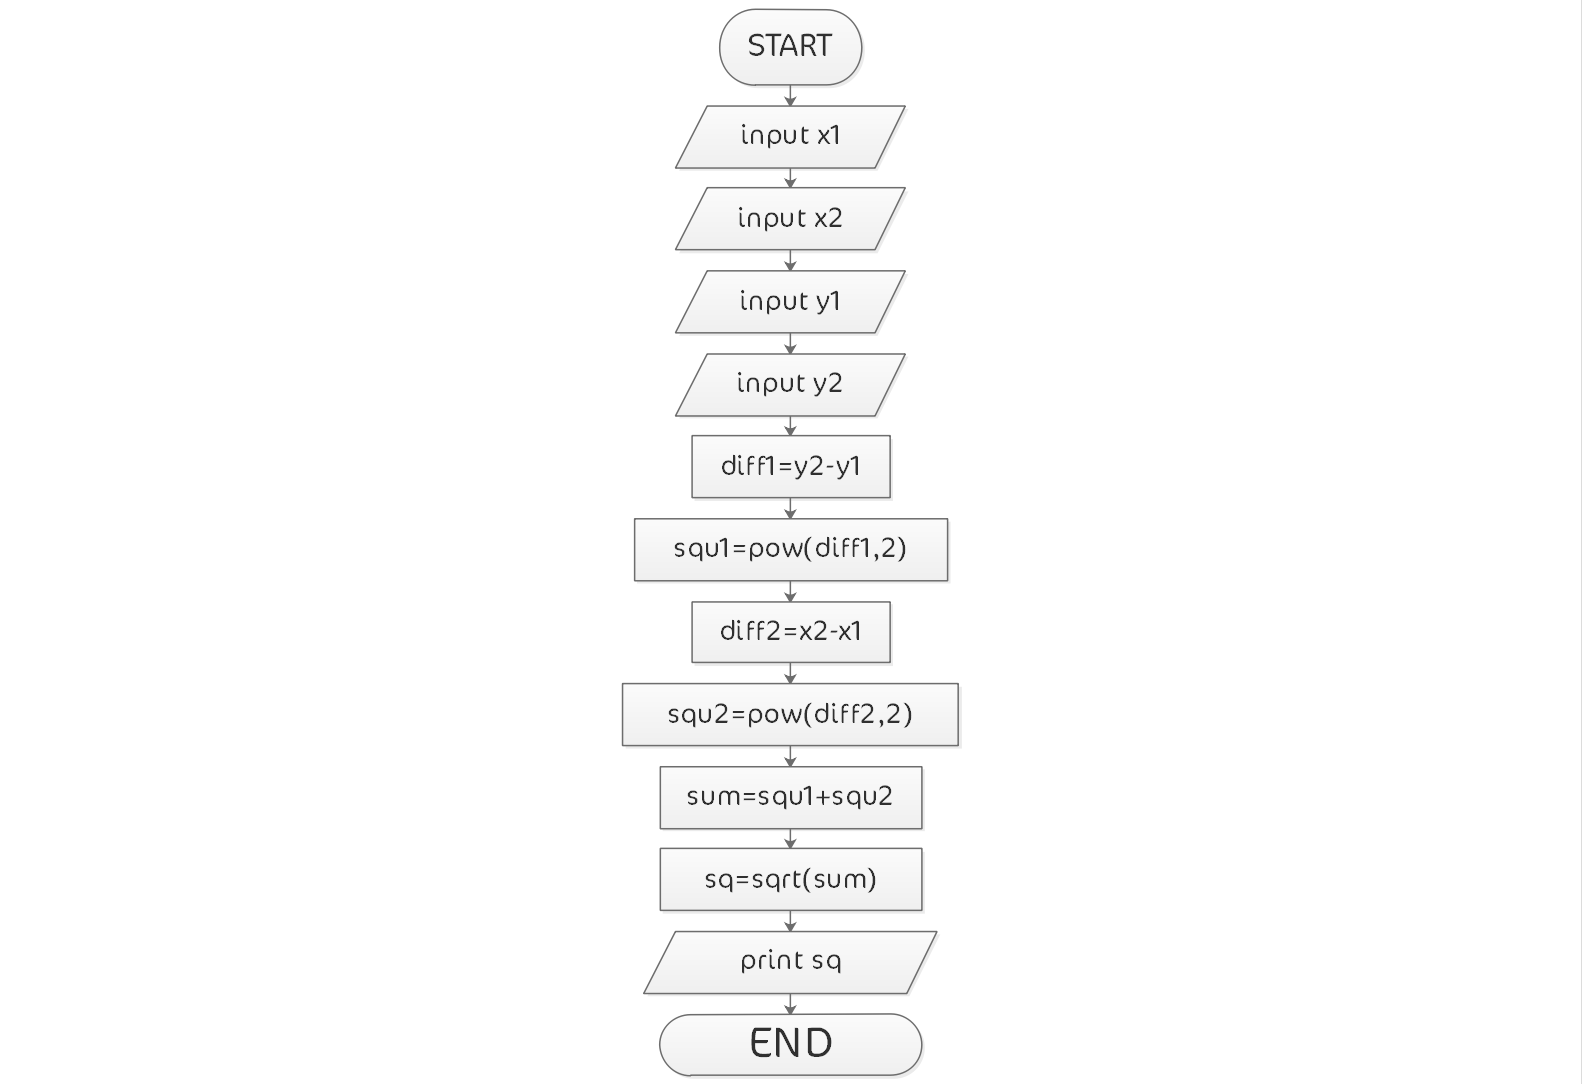 START
input x1
input x2
input y1
input y2
diff1=y2-y1
squ1=pow(diff1,2)
diff2=x2-x1
squ2=pow(diff2,2)
sum=squ1+squ2
sq=sqrt(sum)
print sq
END